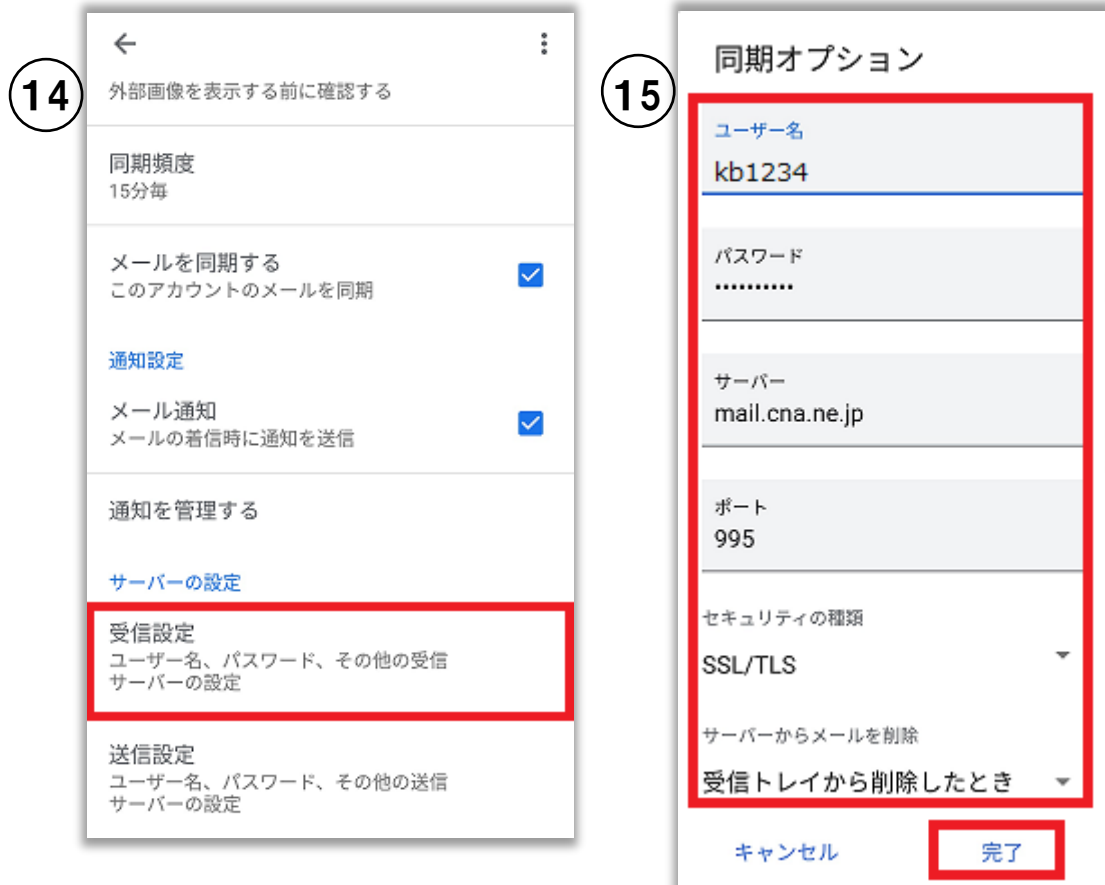 14
外部画像を表示する前に確認する
同期頻度
15分毎
メールを同期する
このアカウントのメールを同期
通知設定
メール通知
メールの着信時に通知を送信
通知を管理する
サーバーの設定
受信設定
ユーザー名、パスワード、その他の受信
サーバーの設定
送信設定
ユーザー名、パスワード、その他の送信
サーバーの設定
15
同期オプション
ユーザー名
kb1234
パスワード
••••••••••
サーバー
mail.cna.ne.jp
ポート
995
セキュリティの種類
SSL/TLS
サーバーからメールを削除
受信トレイから削除したとき
キャンセル
完了